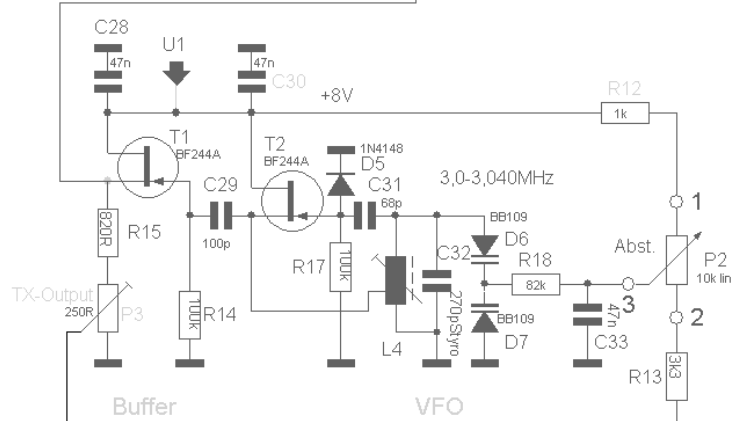 C28
U1
47n
47n
C30
+8V
R12
1k
T1
BF244A
T2
BF244A
1N4148
D5
C29
100p
C31
68p
3,0-3,040MHz
1
BB109
D6
Abst.
P2
10k lin
820R
R15
R17
100k
C32
R18
82k
3
TX-Output
250R
P3
100k
R14
270pStyro
BB109
D7
47n
C33
2
L4
R13
3K3
Buffer
VFO